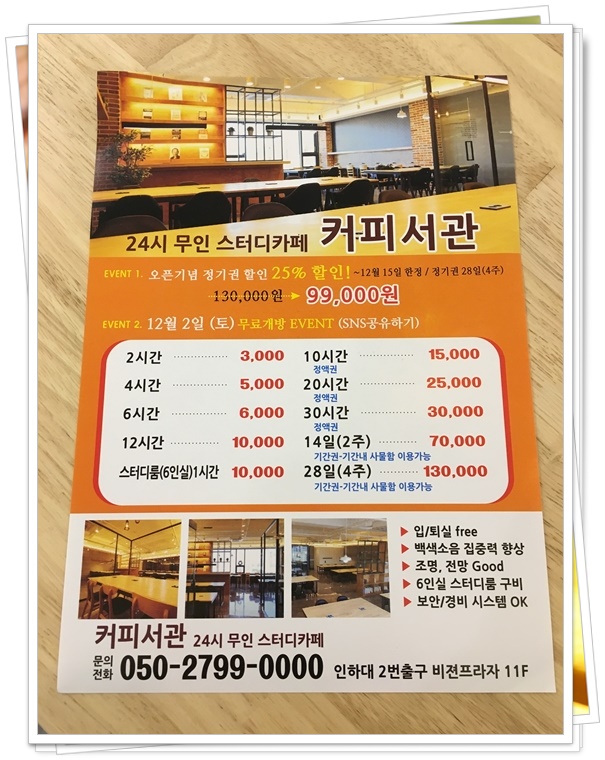 24시 무인 스터디카페 커피서관
EVENT 1. 오픈기념 정기권 할인 25% 할인! ~12월 15일 한정 / 정기권 28일(4주)
130,000원 99,000원
EVENT 2. 12월 2일 (토) 무료개방 EVENT (SNS공유하기)
2시간 3,000
4시간 5,000
6시간 6,000
12시간 10,000
스터디룸(6인실)1시간 10,000
10시간 15,000
정액권
20시간 25,000
정액권
30시간 30,000
정액권
14일(2주) 70,000
기간권-기간내 사물함 이용가능
28일(4주) 130,000
기간권-기간내 사물함 이용가능
▶ 입/퇴실 free
▶ 백색소음 집중력 향상
▶ 조명, 전망 Good
▶ 6인실 스터디룸 구비
▶ 보안/경비 시스템 OK
커피서관 24시 무인 스터디카페
문의전화 050-2799-0000 인하대 2번출구 비젼프라자 11F